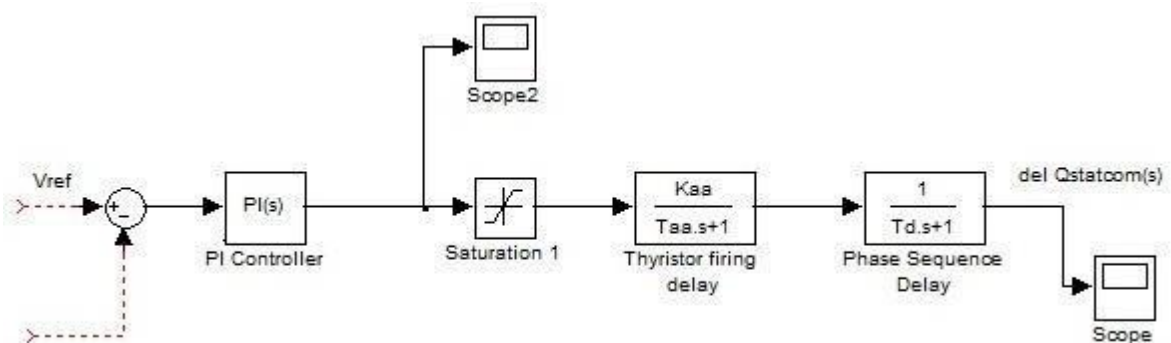 Scope2
Vref
+
-
PI(s)
PI Controller
Saturation 1
Kaa
Taa.s+1
Thyristor firing
delay
1
Td.s+1
Phase Sequence
Delay
del Qstatcom(s)
Scope